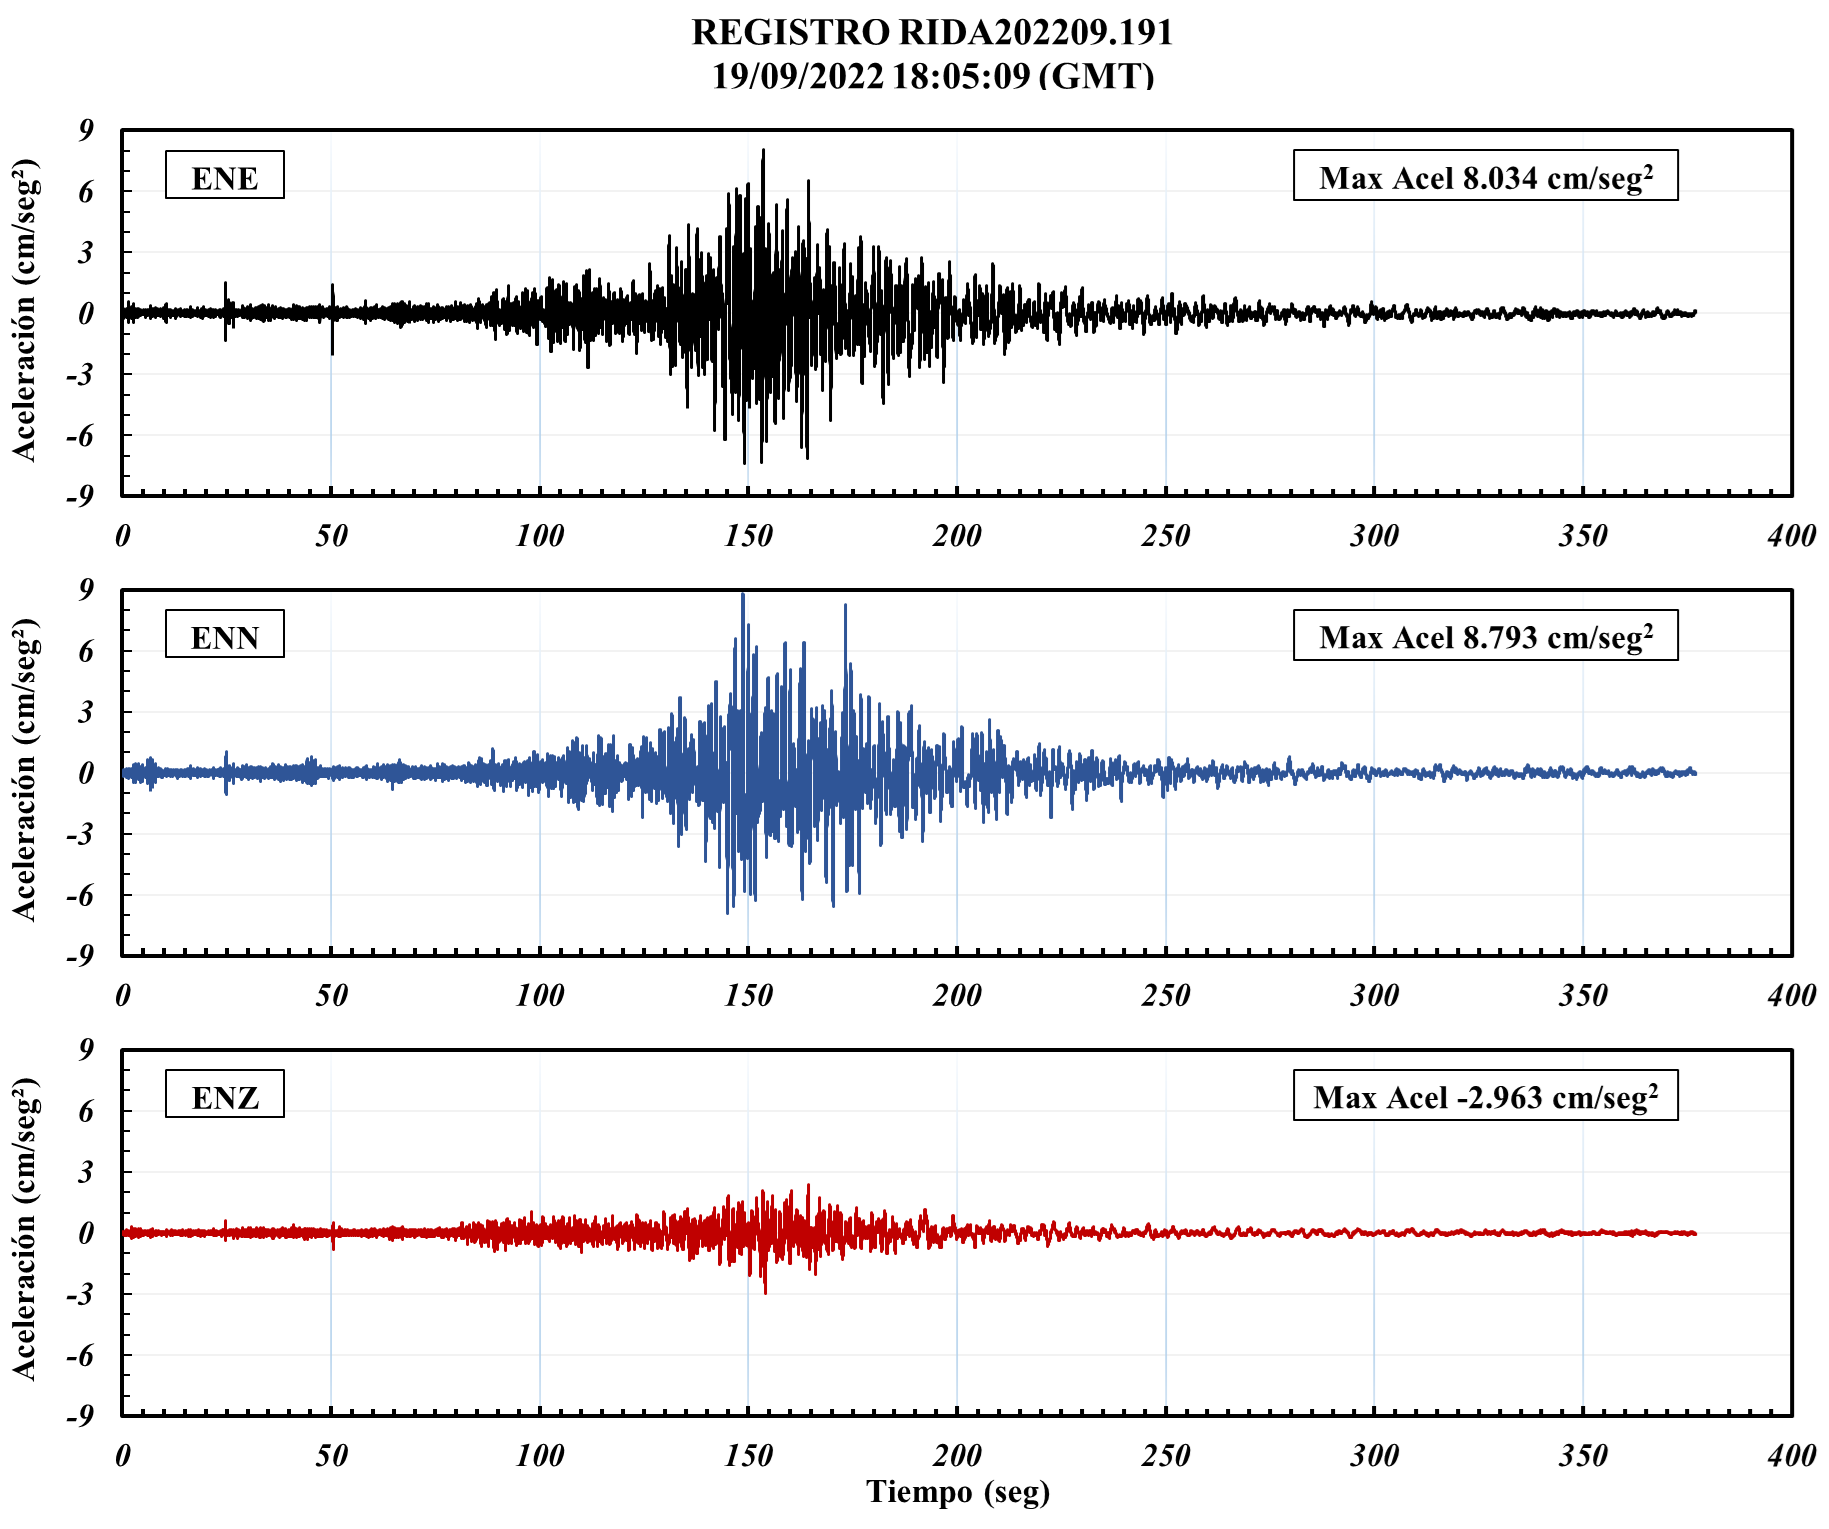 REGISTRO RIDA202209.191
19/09/2022 18:05:09 (GMT)
Aceleración (cm/seg²)
9
6
3
0
-3
-6
-9
ENE
Max Acel 8.034 cm/seg²
0 50 100 150 200 250 300 350 400
Aceleración (cm/seg²)
9
6
3
0
-3
-6
-9
ENN
Max Acel 8.793 cm/seg²
0 50 100 150 200 250 300 350 400
Aceleración (cm/seg²)
9
6
3
0
-3
-6
-9
ENZ
Max Acel -2.963 cm/seg²
0 50 100 150 200 250 300 350 400
Tiempo (seg)